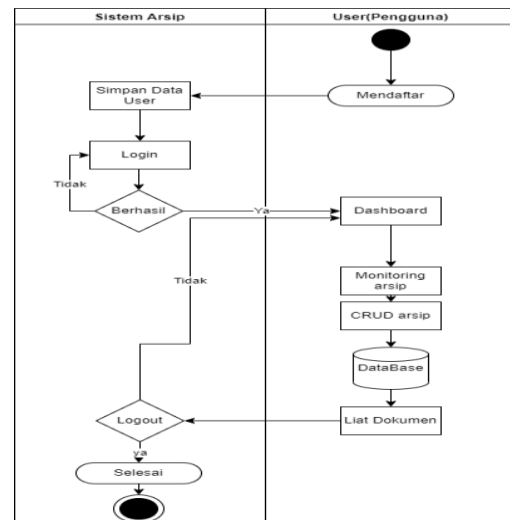 Sistem Arsip
User(Pengguna)
Mendaftar
Simpan Data
User
Login
Tidak
Berhasil
Ya
Dashboard
Tidak
Monitoring
arsip
CRUD arsip
DataBase
Liat Dokumen
Logout
ya
Selesai